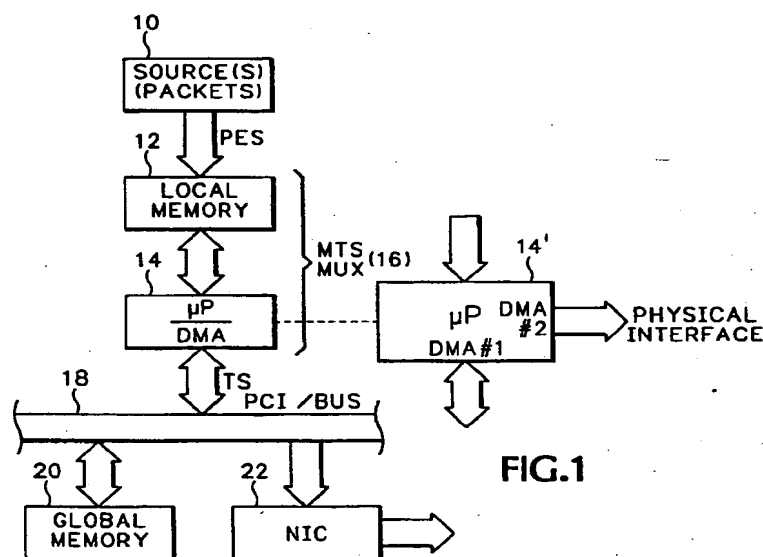 10
SOURCE(S)
(PACKETS)
PES
12
LOCAL
MEMORY
MTS
MUX (16)
14
µP
DMA
14'
µP
DMA
#2
DMA#1
PHYSICAL
INTERFACE
TS
18
PCI /BUS
20
GLOBAL
MEMORY
22
NIC
FIG.1